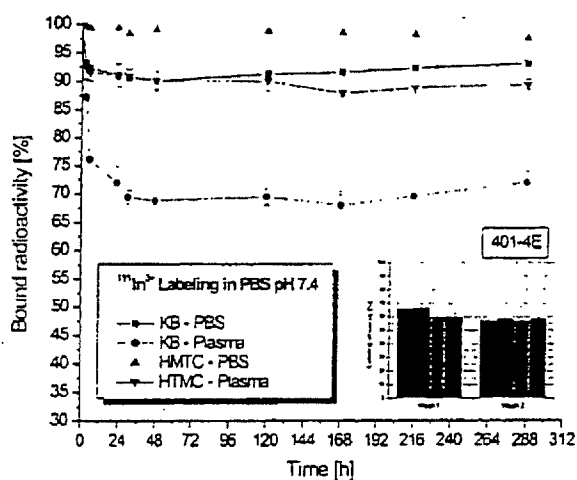 Bound radioactivity [%]
100
95
90
85
80
75
70
65
60
55
50
45
40
35
30
401-4E
¹¹¹In³⁺ Labeling in PBS pH 7.4
KB - PBS
KB - Plasma
HMTC - PBS
HTMC - Plasma
0 24 48 72 96 120 144 168 192 216 240 264 288 312
Time [h]